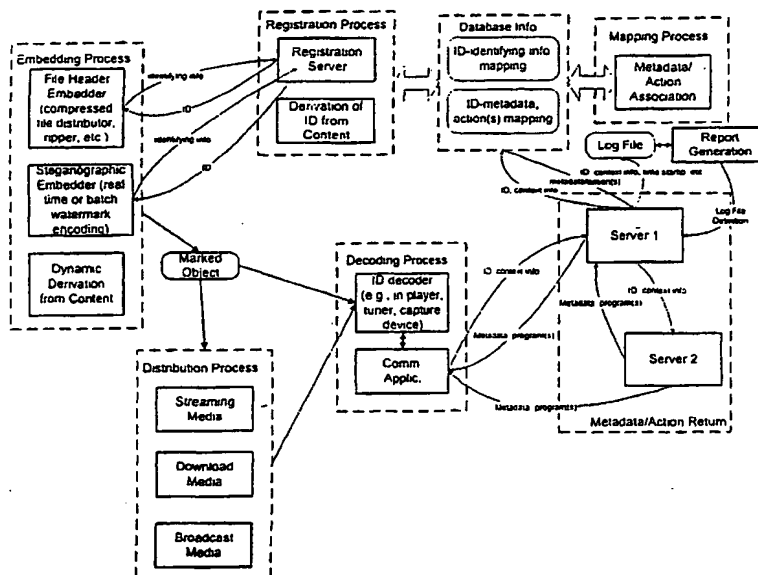 Registration Process
Registration
Server
Derivation of
ID from Content
Database Info
ID-identifying info
mapping
ID-metadata,
action(s) mapping
Mapping Process
Metadata/
Action
Association
Embedding Process
File Header
Embedder
(compressed
file distributor,
ripper, etc.)
Steganographic
Embedder (real
time or batch
watermark
encoding)
Dynamic
Derivation
from Content
Identifying info
ID
Identifying info
ID
Log File
Report
Generation
ID, context info
Log File
Server 1
ID, context info
Metadata, program(s)
Server 2
Metadata/Action Return
Marked
Object
Decoding Process
ID decoder
(e.g., in player,
tuner, capture
device)
Comm
Applic.
ID, context info
Metadata, program(s)
Metadata, program(s)
Distribution Process
Streaming
Media
Download
Media
Broadcast
Media